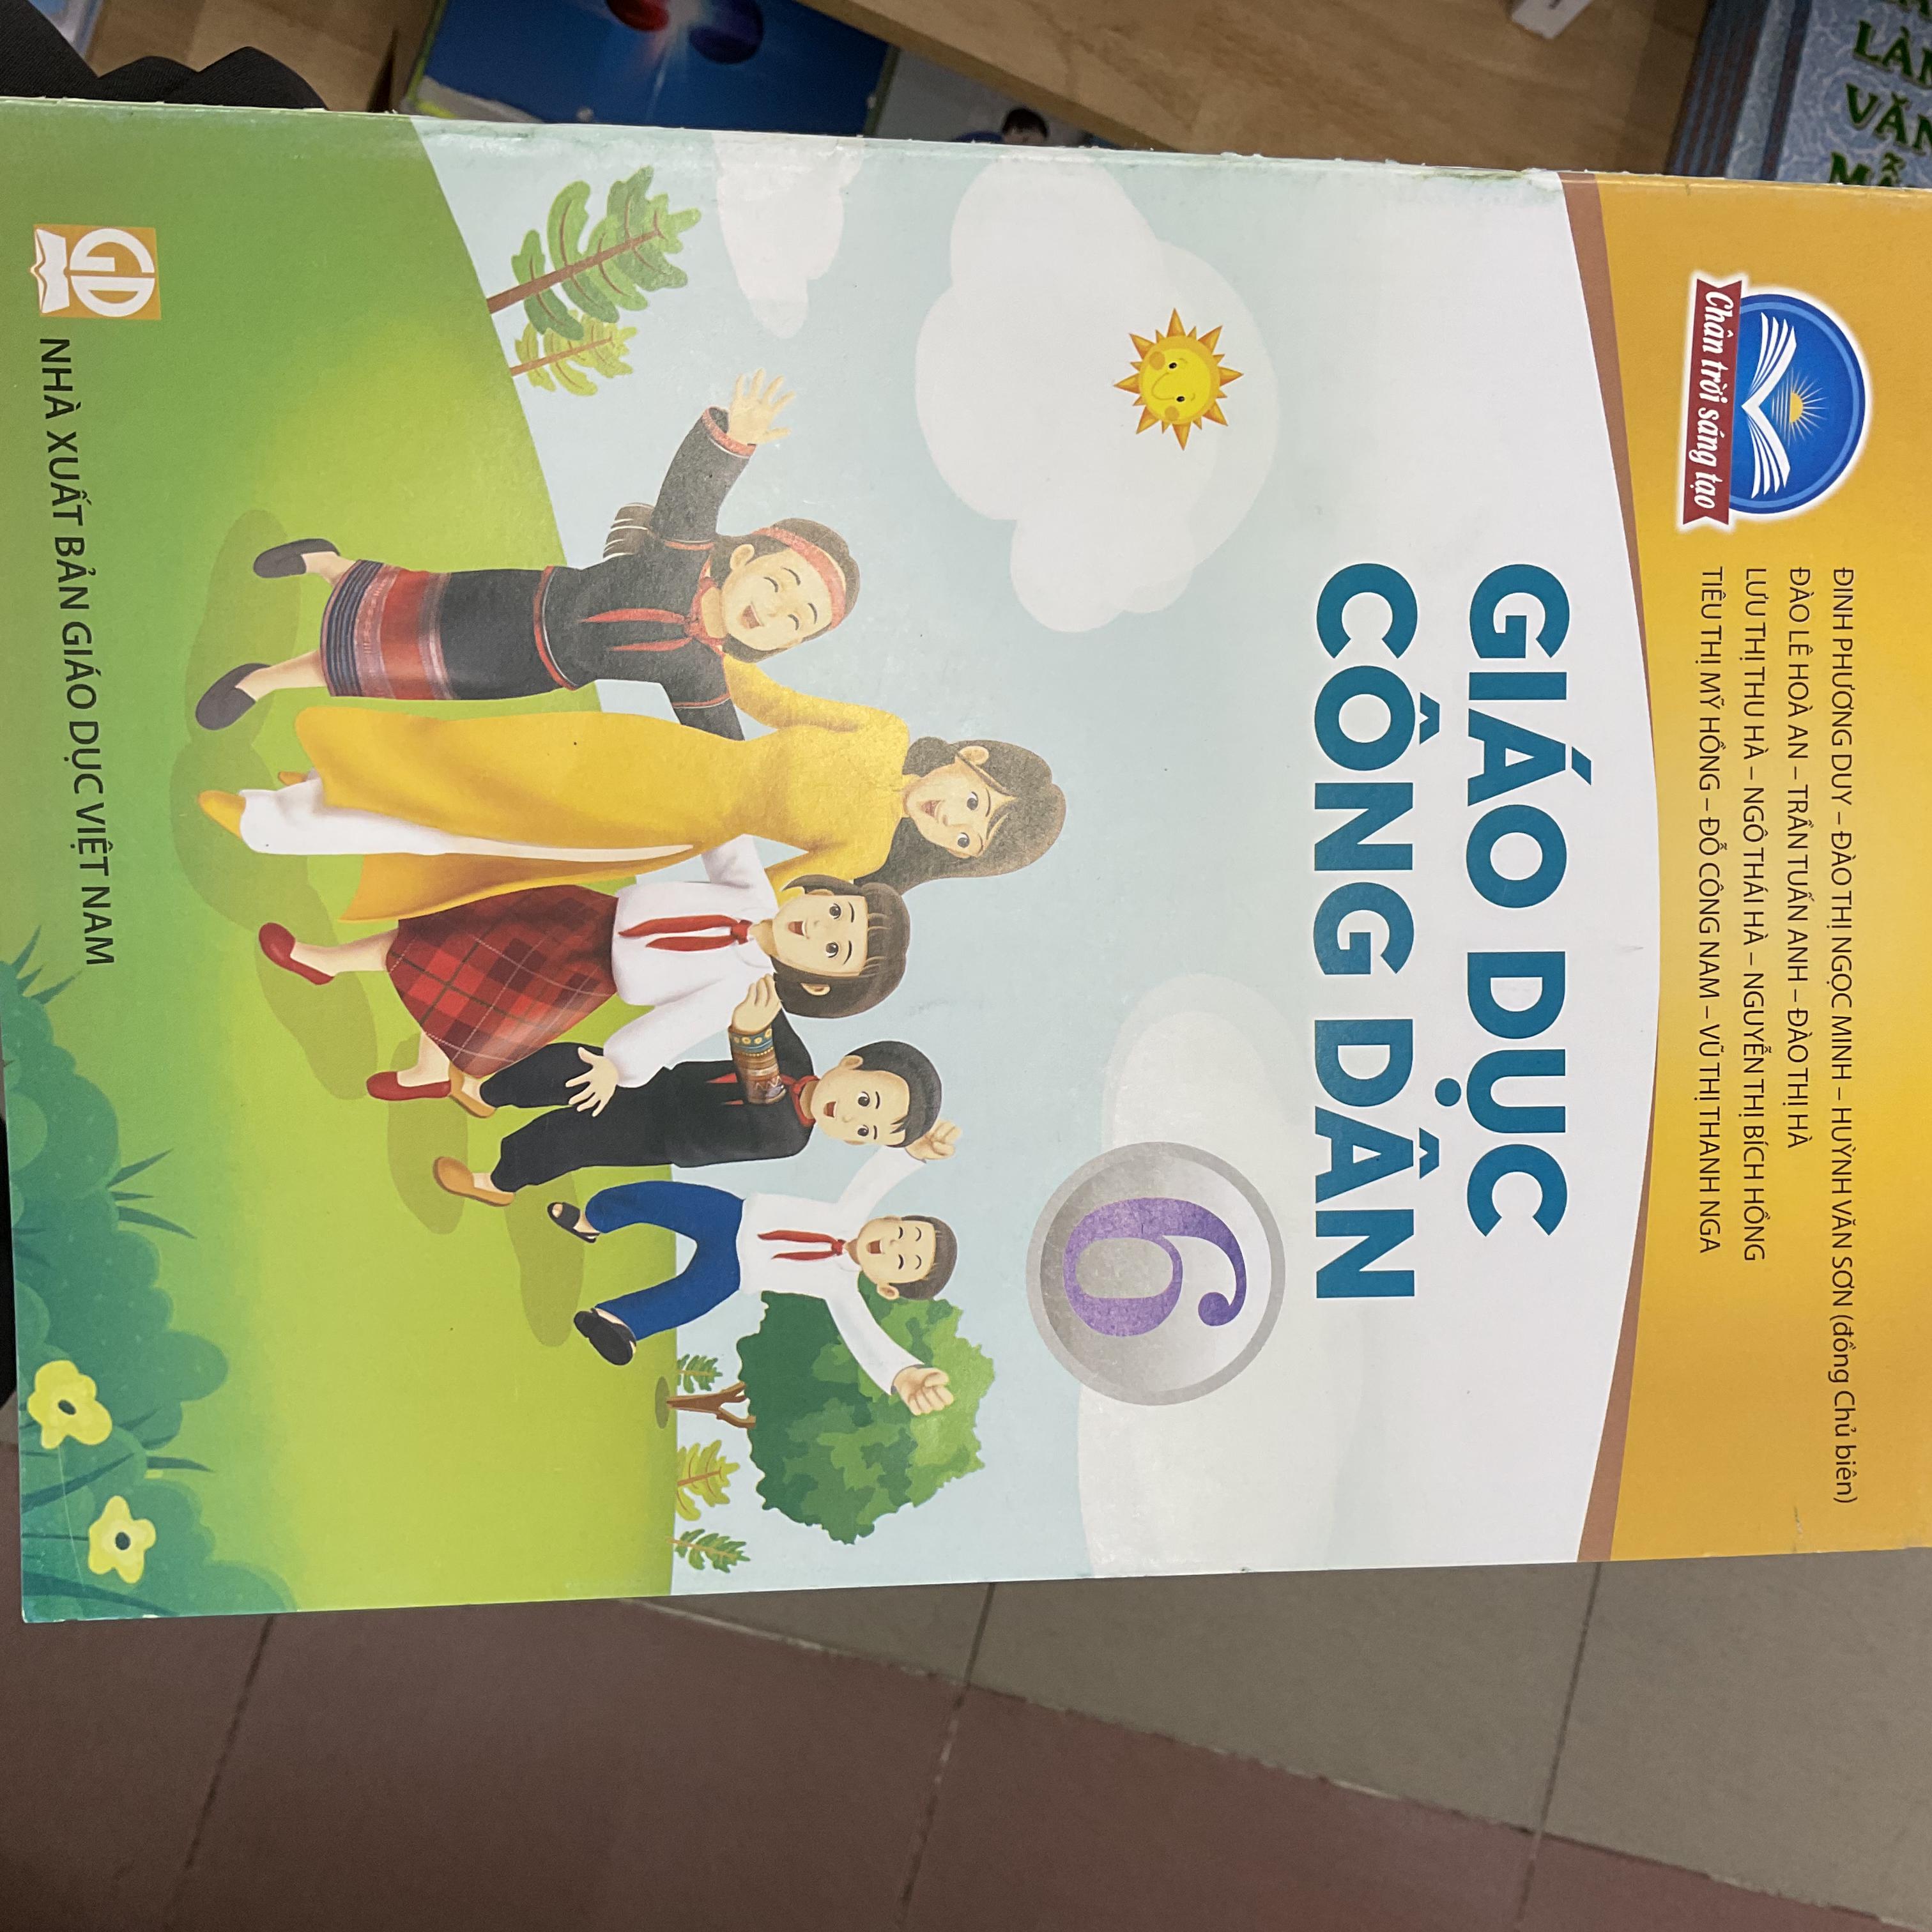 ĐINH PHƯƠNG DUY – ĐÀO THỊ NGỌC MINH – HUỲNH VĂN SƠN (đồng Chủ biên)
ĐÀO LÊ HOÀ AN – TRẦN TUẤN ANH – ĐÀO THỊ HÀ
LƯU THỊ THU HÀ – NGÔ THÁI HÀ – NGUYỄN THỊ BÍCH HỒNG
TIÊU THỊ MỸ HỒNG – ĐỖ CÔNG NAM – VŨ THỊ THANH NGA
Chân trời sáng tạo
GIÁO DỤC
CÔNG DÂN
6
GD
NHÀ XUẤT BẢN GIÁO DỤC VIỆT NAM